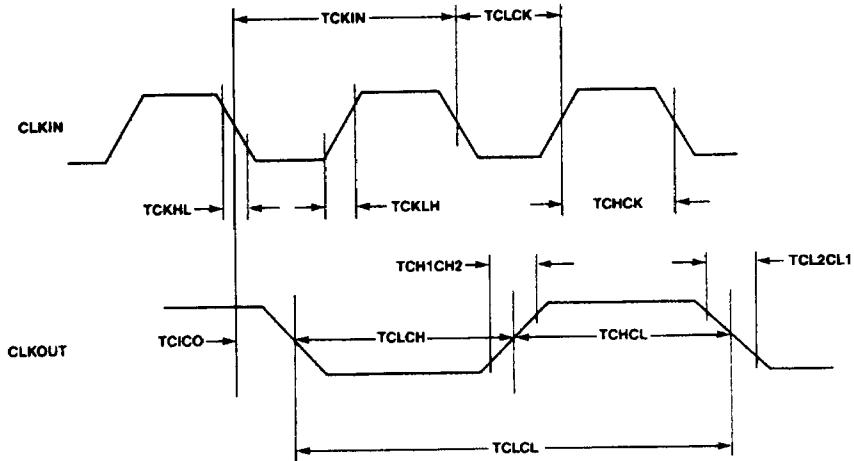 TCKIN
TCLCK
CLKIN
TCKHL
TCKLH
TCHCK
TCH1CH2
TCL2CL1
CLKOUT
TCICO
TCLCH
TCHCL
TCLCL